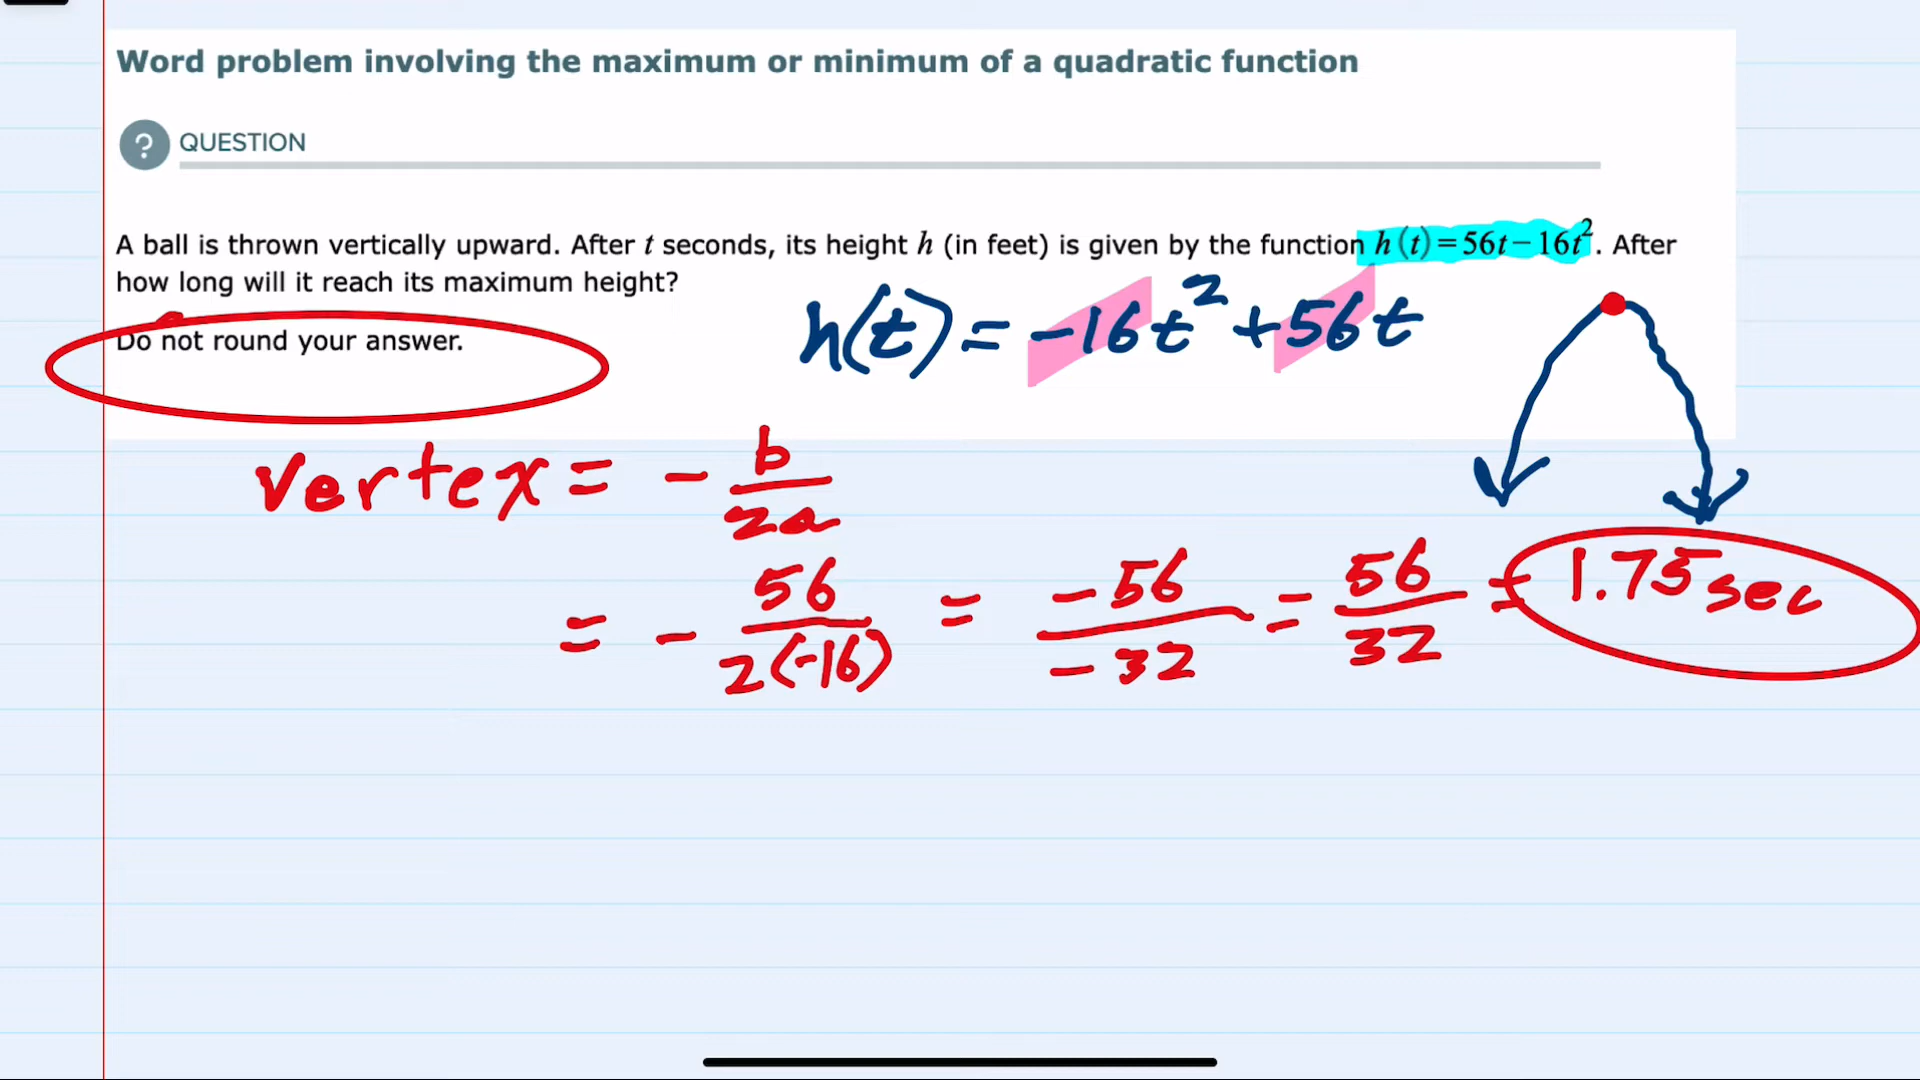 Word problem involving the maximum or minimum of a quadratic function
? QUESTION
A ball is thrown vertically upward. After t seconds, its height h (in feet) is given by the function h(t)=56t−16t². After
how long will it reach its maximum height?
h(t) = -16t² + 56t
Do not round your answer.
vertex = - b/2a
= - 56/2(-16) = -56/-32 = 56/32 = 1.75 sec